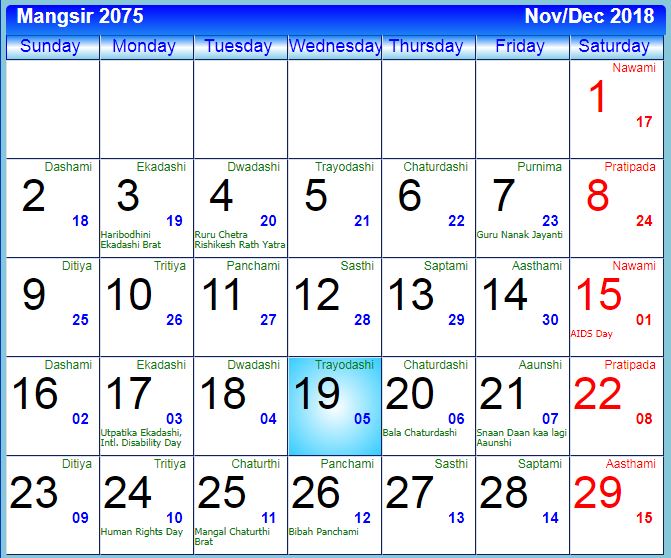 Mangsir 2075 Nov/Dec 2018
Sunday Monday Tuesday Wednesday Thursday Friday Saturday
Nawami
1
17
Dashami Ekadashi Dwadashi Trayodashi Chaturdashi Purnima Pratipada
2 3 4 5 6 7 8
18 19 20 21 22 23 24
Haribodhini Ruru Chetra Guru Nanak Jayanti
Ekadashi Brat Rishikesh Rath Yatra
Ditiya Tritiya Panchami Sasthi Saptami Aasthami Nawami
9 10 11 12 13 14 15
25 26 27 28 29 30 01
AIDS Day
Dashami Ekadashi Dwadashi Trayodashi Chaturdashi Aaunshi Pratipada
16 17 18 19 20 21 22
02 03 04 05 06 07 08
Utpatika Ekadashi, Bala Chaturdashi Snaan Daan kaa lagi
Intl. Disability Day Aaunshi
Ditiya Tritiya Chaturthi Panchami Sasthi Saptami Aasthami
23 24 25 26 27 28 29
09 10 11 12 13 14 15
Human Rights Day Mangal Chaturthi Bibah Panchami
Brat